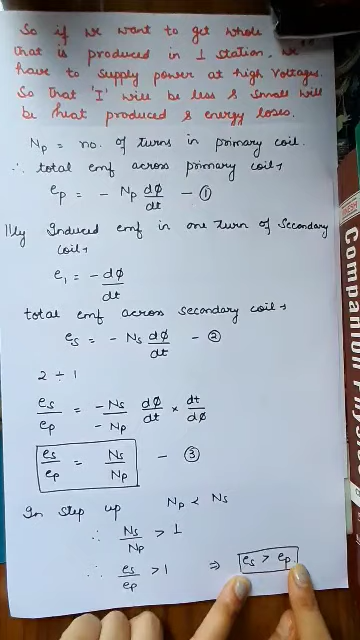 So if we want to get whole
that is produced in 1 station. we
have to supply power at high voltages.
So that 'I' will be less & small will
be heat produced & energy loses.
Np = no. of turns in primary coil.
∴ total emf across primary coil→
ep = - Np dφ/dt - ①
|||ly Induced emf in one turn of secondary
coil→
e1 = - dφ/dt
total emf across secondary coil→
es = - Ns dφ/dt - ②
2 ÷ 1
es/ep = -Ns/-Np dφ/dt × dt/dφ
es/ep = Ns/Np - ③
In step up Np < Ns
∴ Ns/Np > 1
∴ es/ep > 1 ⇒ es > ep
Companion